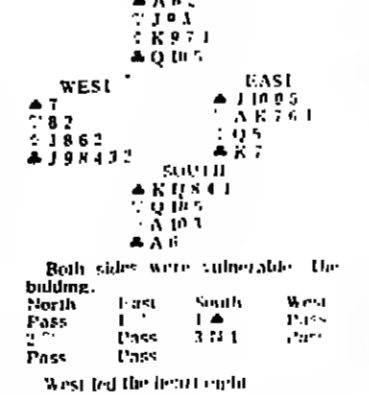 ♠ A 6 2
♥ J 9
♦ K 9 7 4
♣ Q 10 5
WEST EAST
♠ 7 ♠ J 10 9 5
♥ 8 2 ♥ A K 7 6
♦ J 8 6 2 ♦ Q 5
♣ J 9 8 4 3 2 ♣ K 7
SOUTH
♠ K Q 8 4
♥ Q 10 5
♦ A 10 3
♣ A 6
Both sides were vulnerable. The
bidding:
North East South West
Pass 1 1 ♠ Pass
2 Pass 3 N T Pass
Pass Pass
West led the heart eight